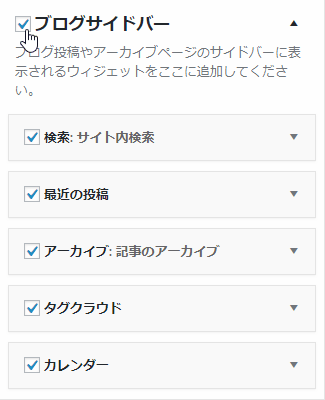 ブログサイドバー
ブログ投稿やアーカイブページのサイドバーに表
示されるウィジェットをここに追加してくださ
い。
検索: サイト内検索
最近の投稿
アーカイブ: 記事のアーカイブ
タグクラウド
カレンダー